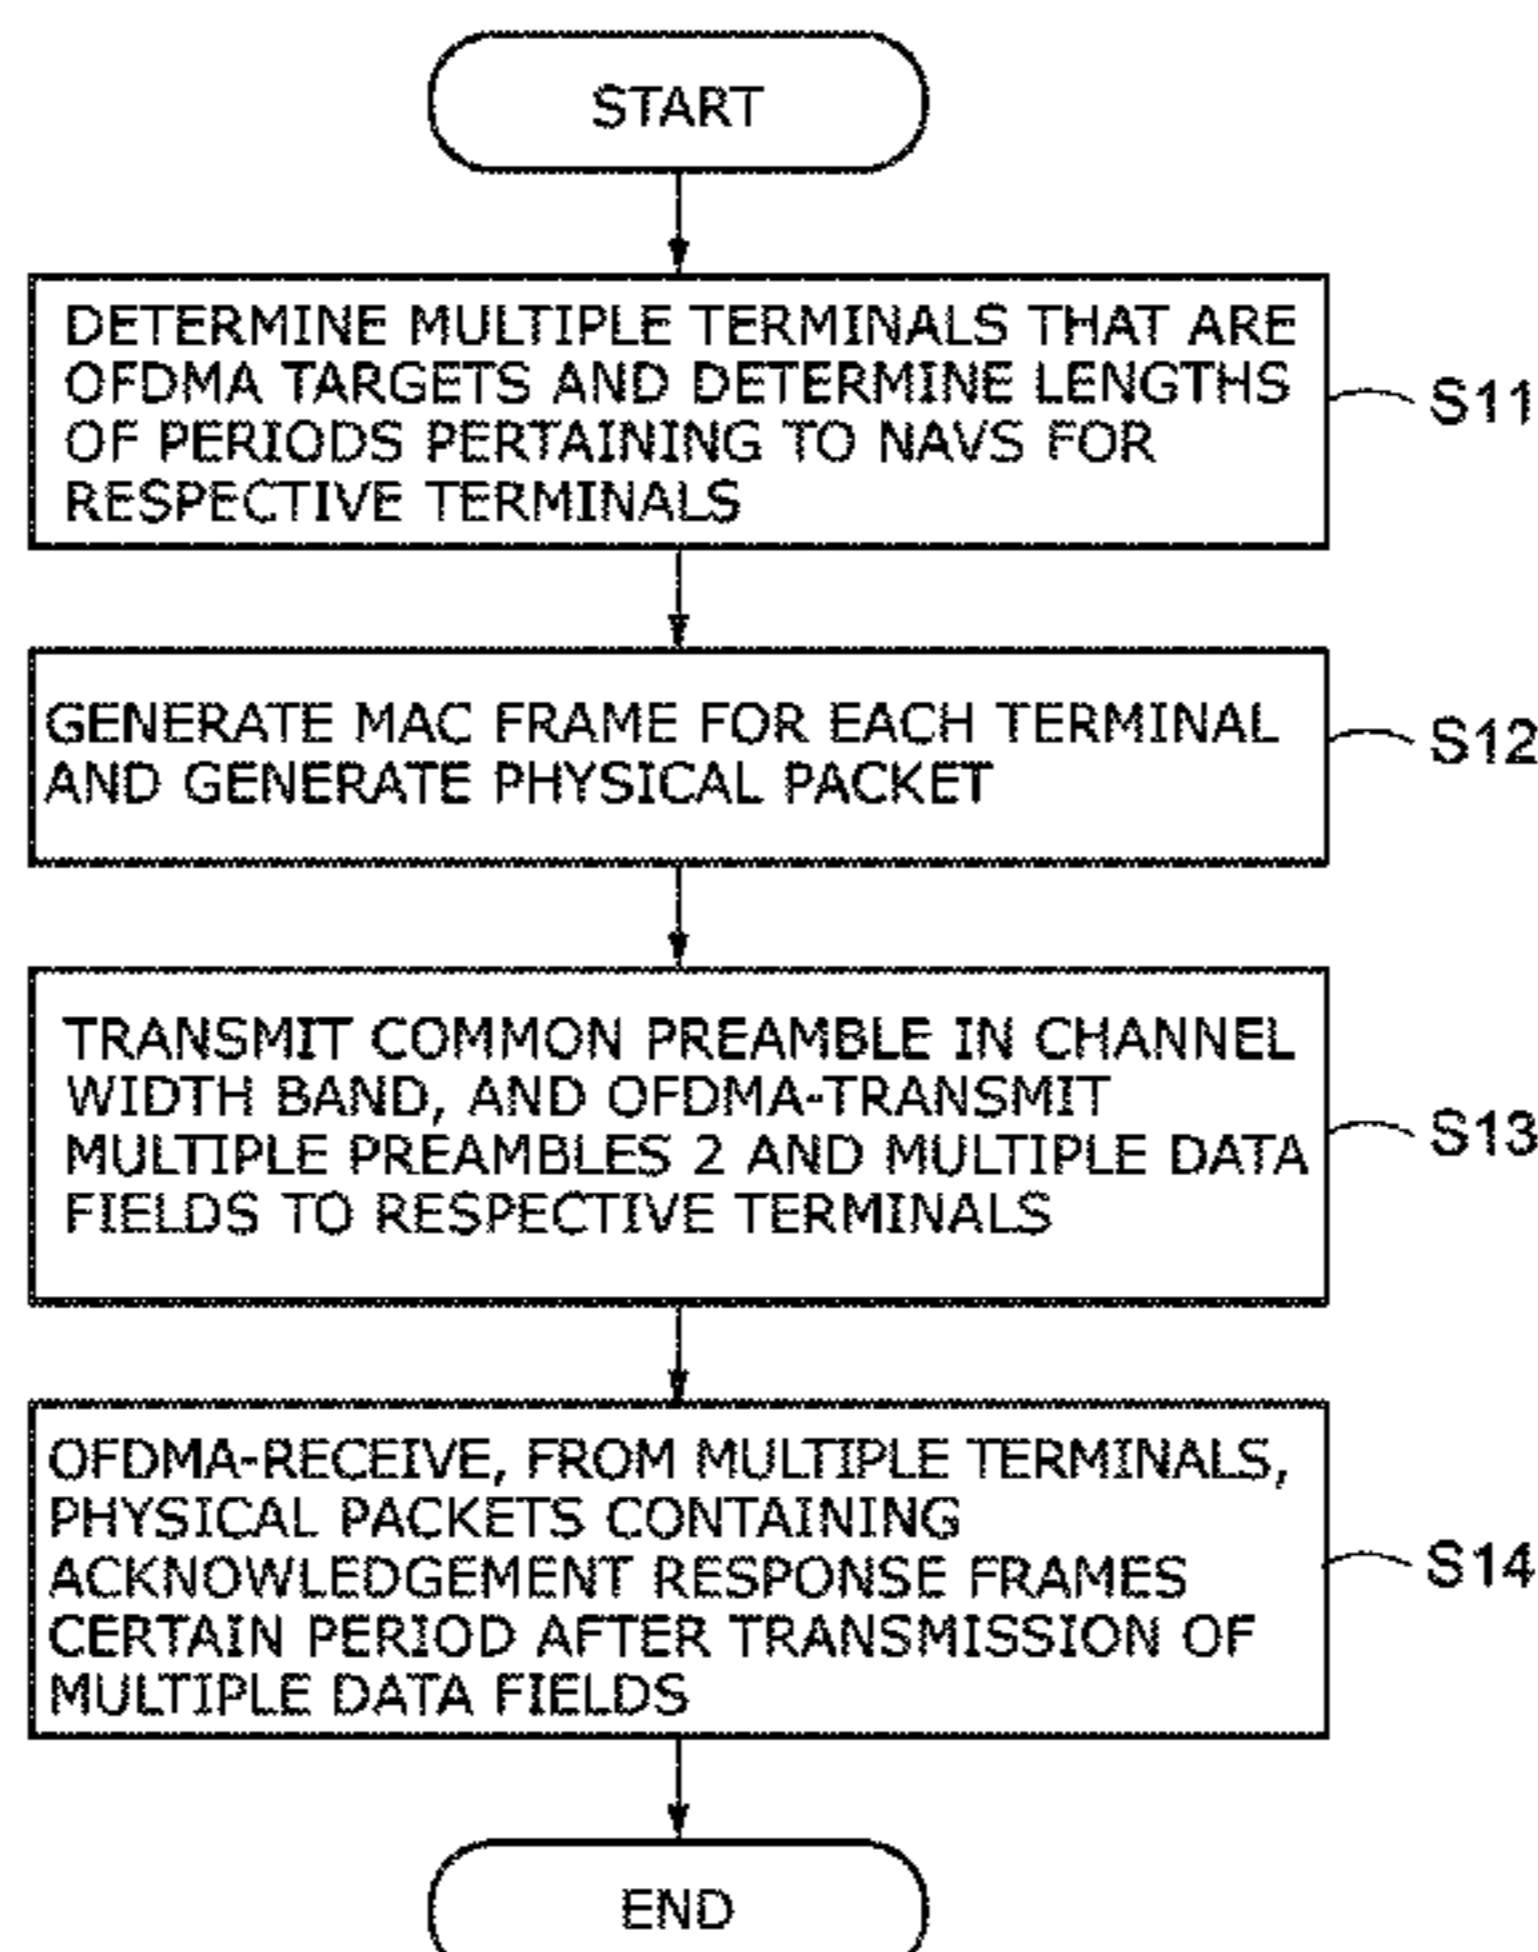 START
DETERMINE MULTIPLE TERMINALS THAT ARE
OFDMA TARGETS AND DETERMINE LENGTHS
OF PERIODS PERTAINING TO NAVS FOR
RESPECTIVE TERMINALS
S11
GENERATE MAC FRAME FOR EACH TERMINAL
AND GENERATE PHYSICAL PACKET
S12
TRANSMIT COMMON PREAMBLE IN CHANNEL
WIDTH BAND, AND OFDMA-TRANSMIT
MULTIPLE PREAMBLES 2 AND MULTIPLE DATA
FIELDS TO RESPECTIVE TERMINALS
S13
OFDMA-RECEIVE, FROM MULTIPLE TERMINALS,
PHYSICAL PACKETS CONTAINING
ACKNOWLEDGEMENT RESPONSE FRAMES
CERTAIN PERIOD AFTER TRANSMISSION OF
MULTIPLE DATA FIELDS
S14
END